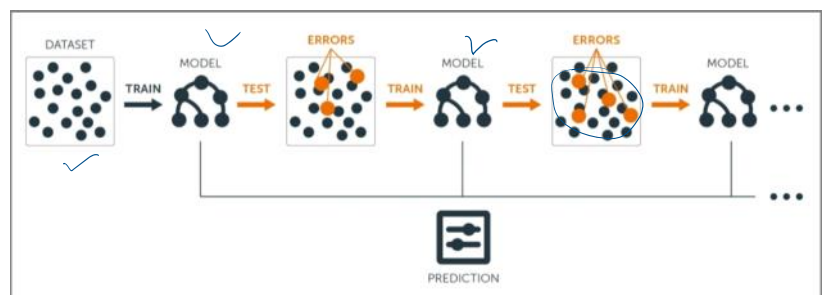 DATASET
MODEL
ERRORS
MODEL
ERRORS
MODEL
TRAIN
TEST
TRAIN
TEST
TRAIN
PREDICTION